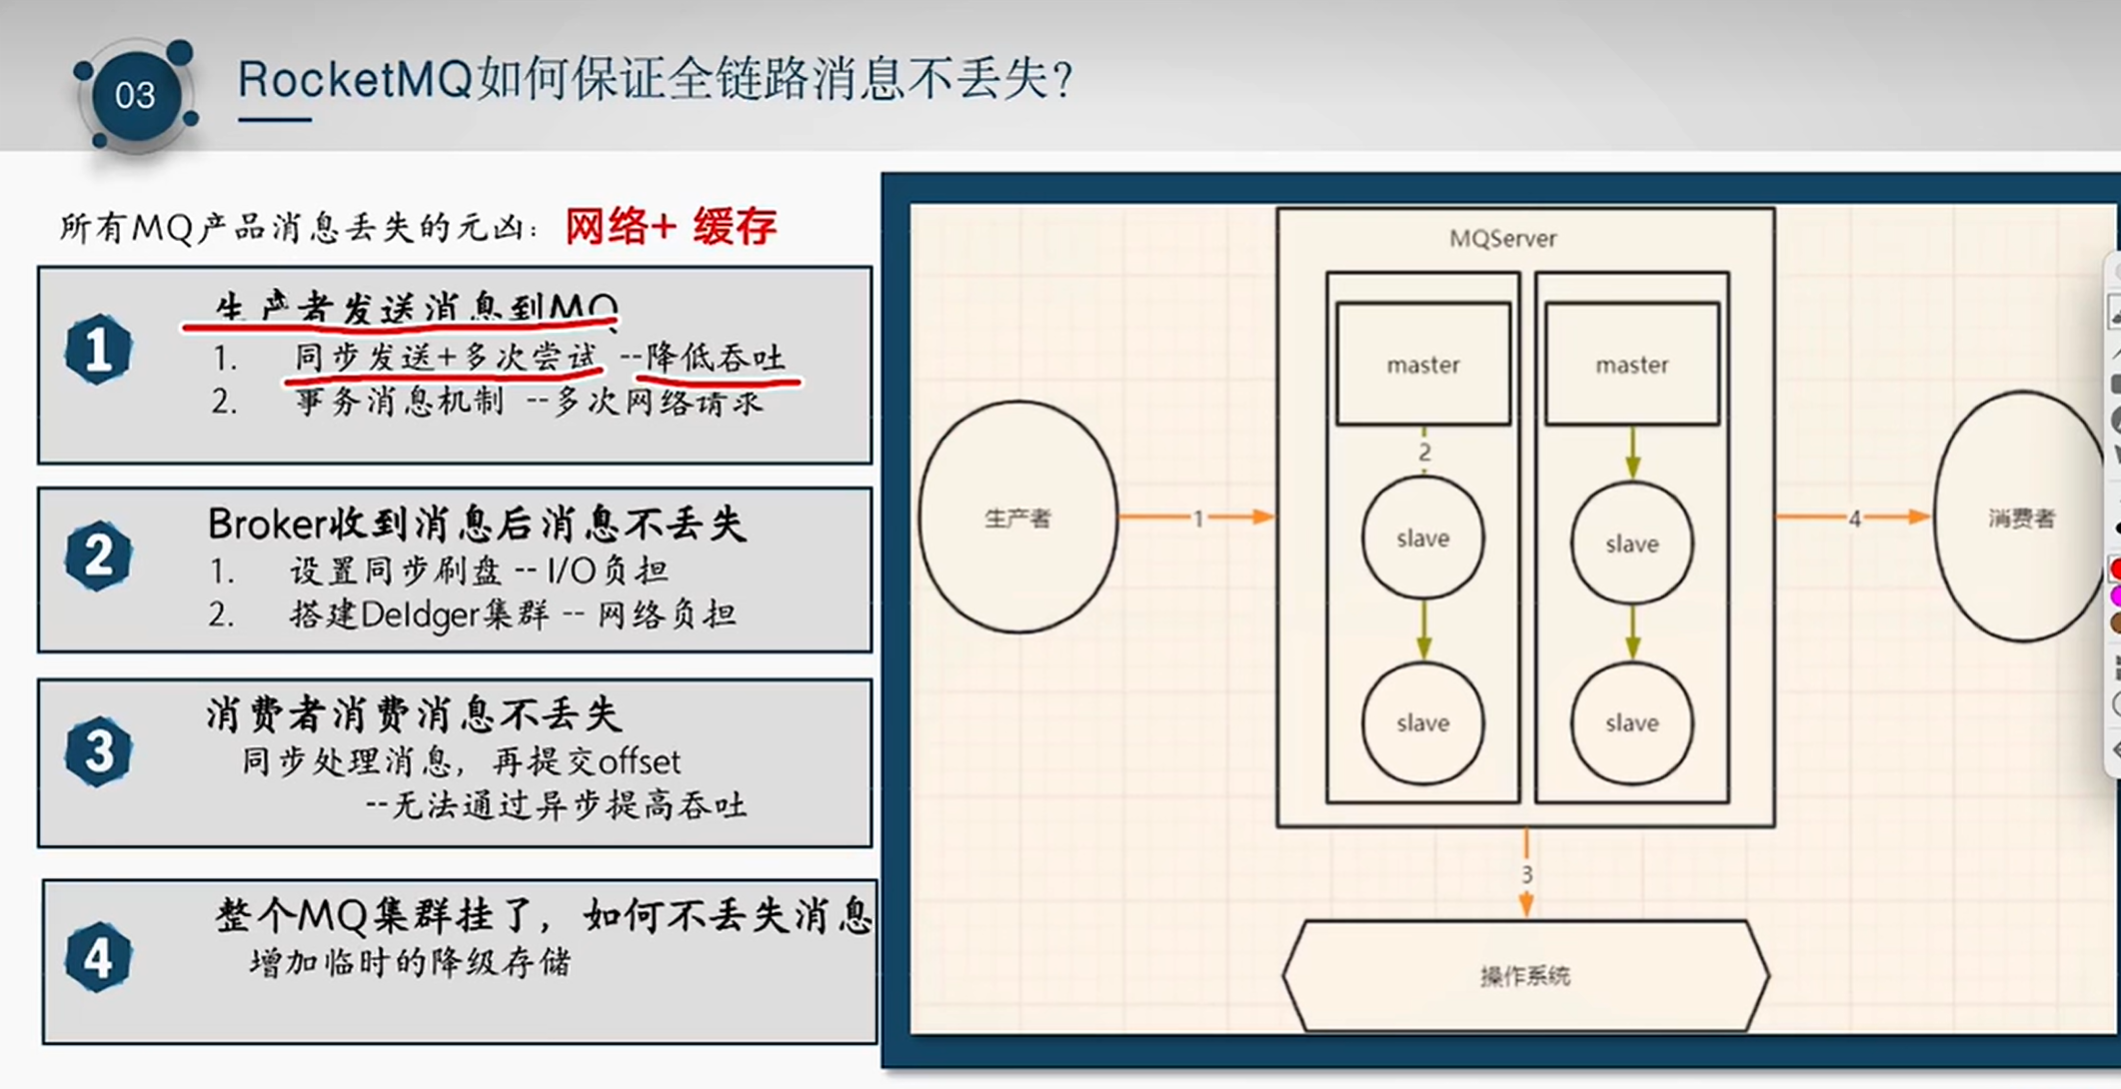 03
RocketMQ如何保证全链路消息不丢失?
所有MQ产品消息丢失的元凶：网络+ 缓存
1
生产者发送消息到MQ
1. 同步发送+多次尝试 --降低吞吐
2. 事务消息机制 --多次网络请求
2
Broker收到消息后消息不丢失
1. 设置同步刷盘 -- I/O负担
2. 搭建Deldger集群 -- 网络负担
3
消费者消费消息不丢失
同步处理消息，再提交offset
--无法通过异步提高吞吐
4
整个MQ集群挂了，如何不丢失消息
增加临时的降级存储
MQServer
master
master
2
生产者
1
slave
slave
4
消费者
slave
slave
3
操作系统